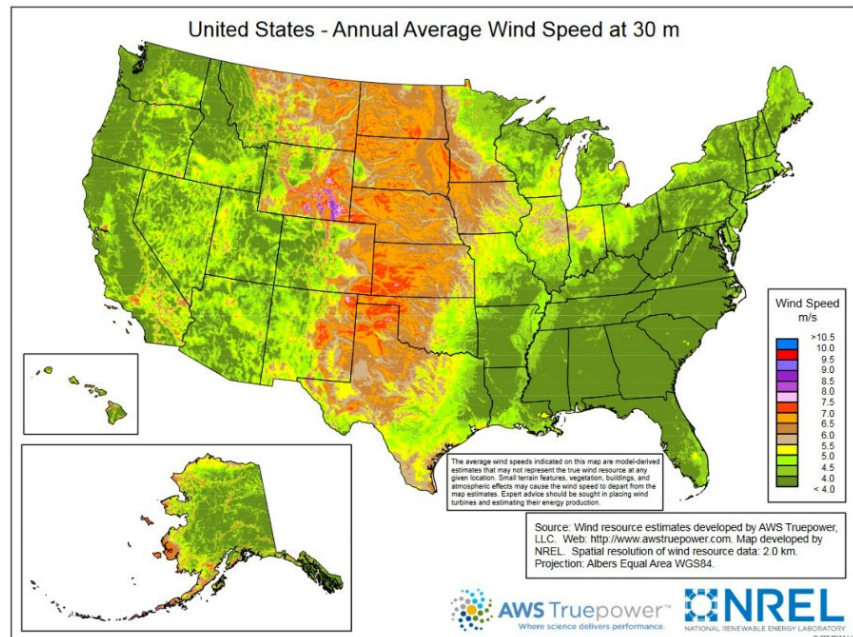 United States - Annual Average Wind Speed at 30 m
Wind Speed
m/s
>10.5
10.0
9.5
9.0
8.5
8.0
7.5
7.0
6.5
6.0
5.5
5.0
4.5
4.0
< 4.0
The average wind speeds indicated on this map are model-derived
estimates that may not represent the true wind resource at any
given location. Small terrain features, vegetation, buildings, and
atmospheric effects may cause the wind speed to depart from the
map estimates. Expert advice should be sought in placing wind
turbines and estimating their energy production.
Source: Wind resource estimates developed by AWS Truepower,
LLC. Web: http://www.awstruepower.com. Map developed by
NREL. Spatial resolution of wind resource data: 2.0 km.
Projection: Albers Equal Area WGS84.
AWS Truepower™
Where science delivers performance.
NREL
NATIONAL RENEWABLE ENERGY LABORATORY